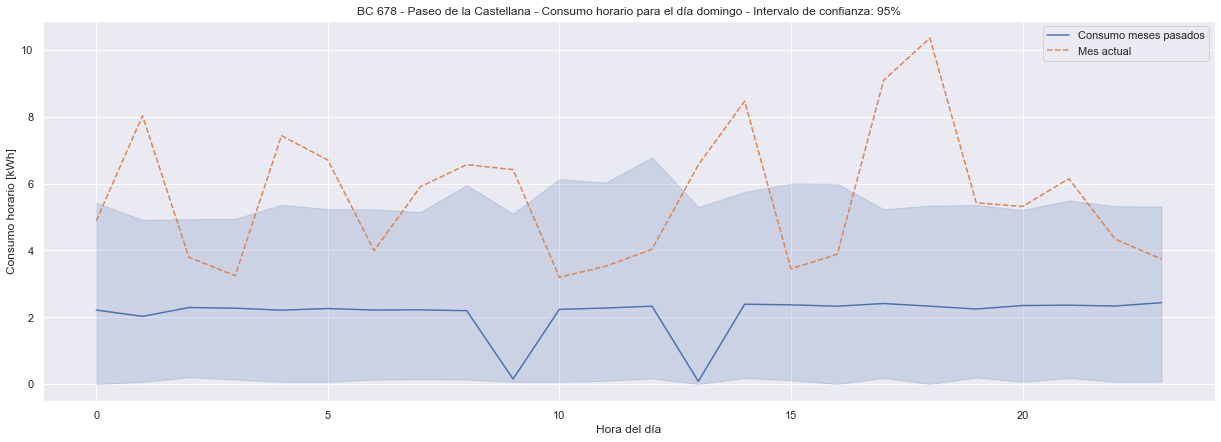 BC 678 - Paseo de la Castellana - Consumo horario para el día domingo - Intervalo de confianza: 95%
Consumo meses pasados
Mes actual
Consumo horario [kWh]
10
8
6
4
2
0
0
5
10
15
20
Hora del día